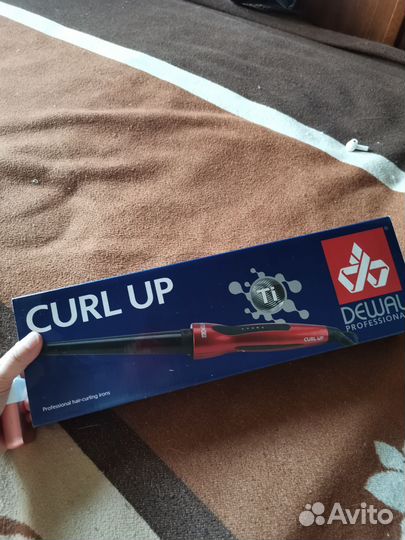 CURL UP
Ti
DEWAL
PROFESSIONAL
CURL UP
Professional hair-curling irons
Avito